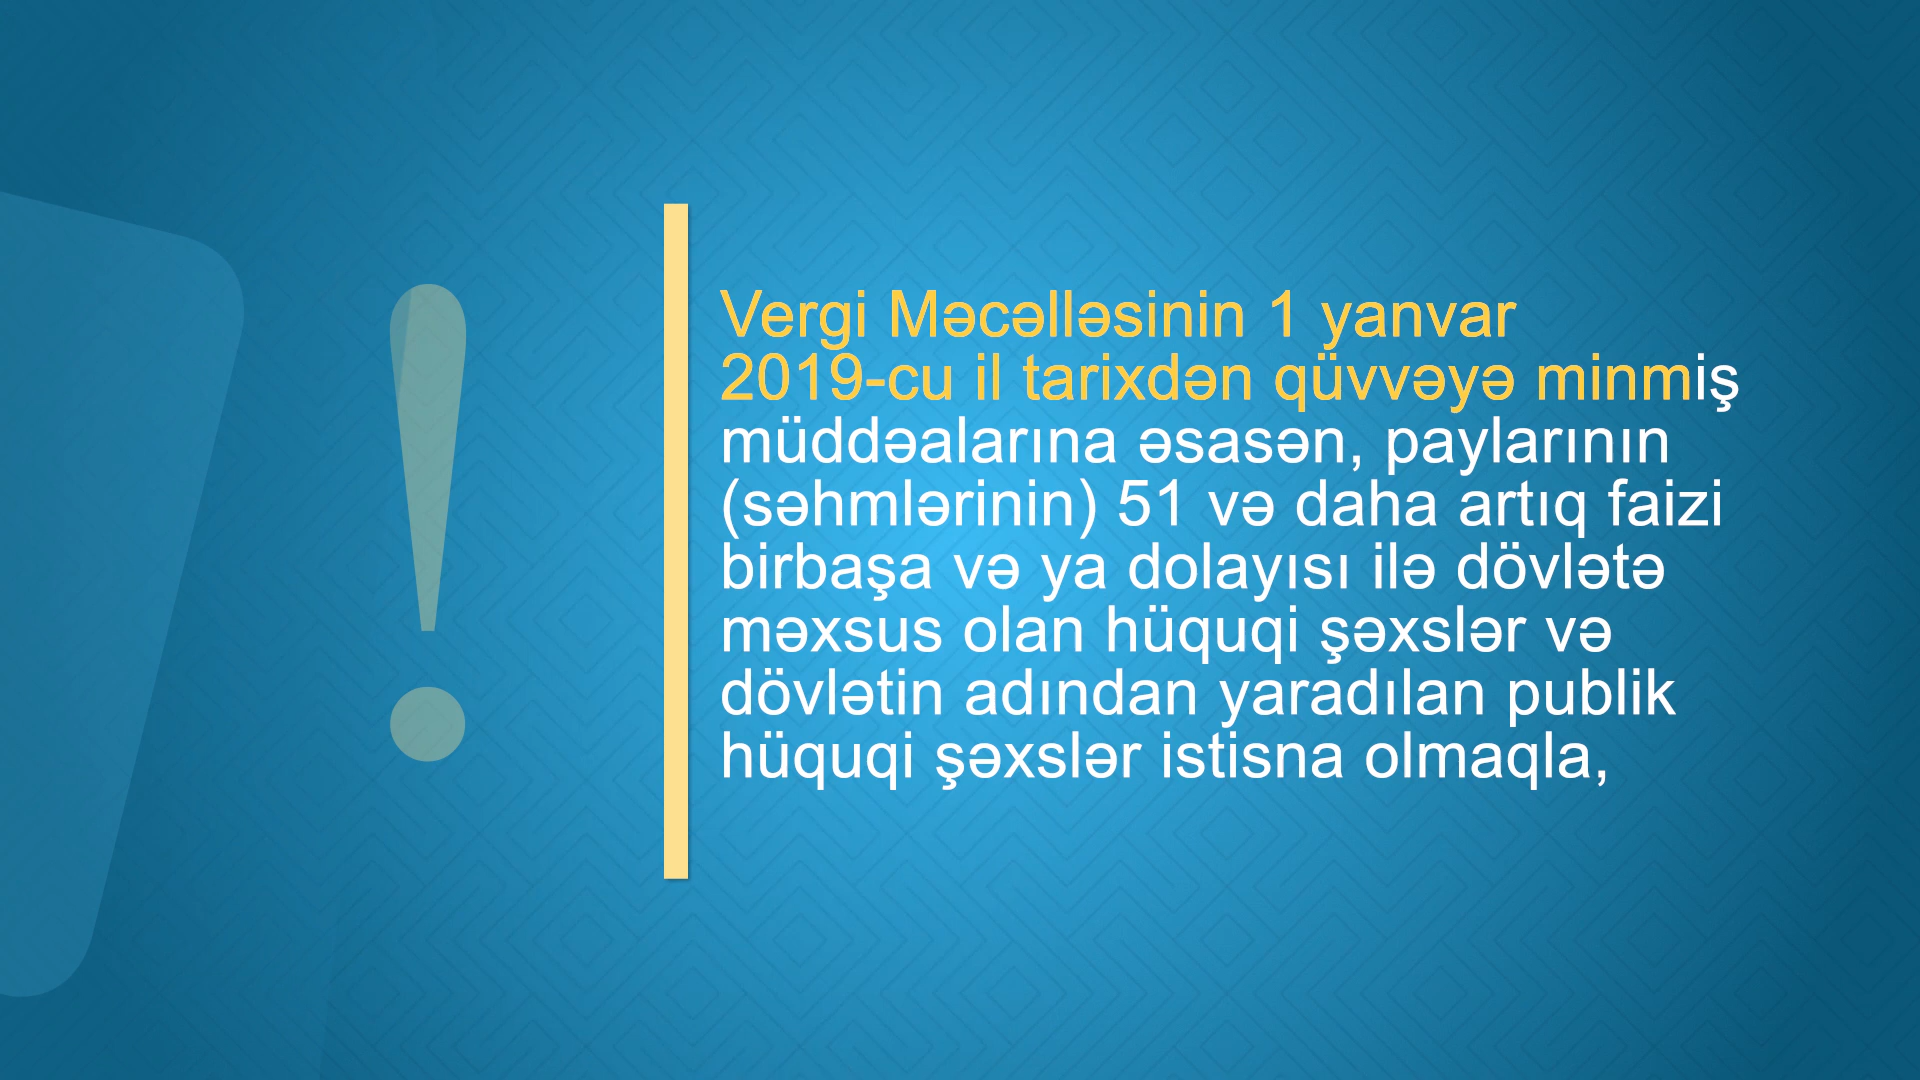 Vergi Məcəlləsinin 1 yanvar
2019-cu il tarixdən qüvvəyə minmiş
müddəalarına əsasən, paylarının
(səhmlərinin) 51 və daha artıq faizi
birbaşa və ya dolayısı ilə dövlətə
məxsus olan hüquqi şəxslər və
dövlətin adından yaradılan publik
hüquqi şəxslər istisna olmaqla,